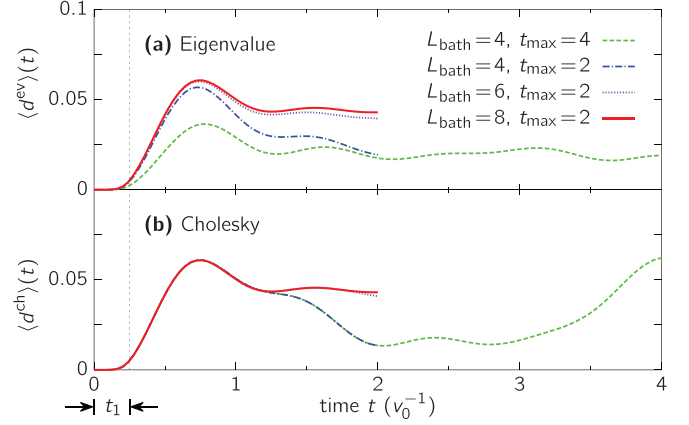 0.1
(a) Eigenvalue
L_bath=4, t_max=4
L_bath=4, t_max=2
L_bath=6, t_max=2
L_bath=8, t_max=2
⟨d^ev⟩(t)
0.05
0
(b) Cholesky
⟨d^ch⟩(t)
0.05
0
0 1 2 3 4
t_1
time t (v_0^−1)